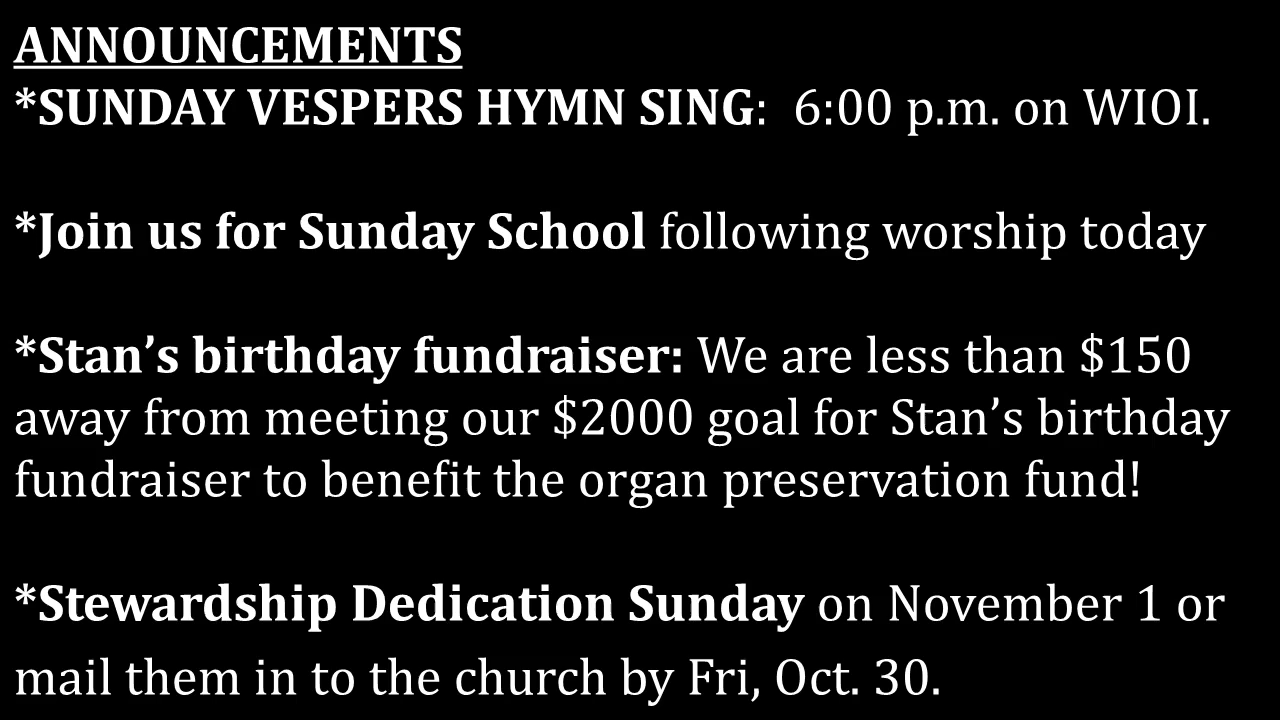 ANNOUNCEMENTS
*SUNDAY VESPERS HYMN SING:  6:00 p.m. on WIOI.
*Join us for Sunday School following worship today
*Stan’s birthday fundraiser: We are less than $150
away from meeting our $2000 goal for Stan’s birthday
fundraiser to benefit the organ preservation fund!
*Stewardship Dedication Sunday on November 1 or
mail them in to the church by Fri, Oct. 30.